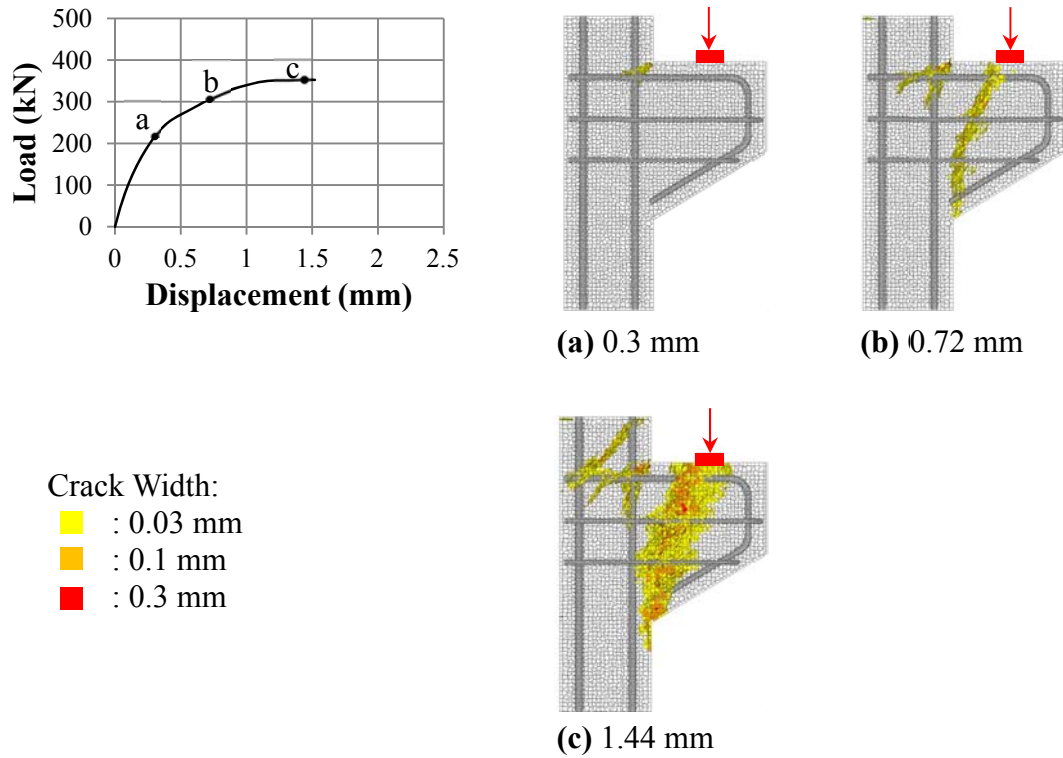 500
400
300
200
100
0
Load (kN)
a
b
c
0 0.5 1 1.5 2 2.5
Displacement (mm)
(a) 0.3 mm
(b) 0.72 mm
Crack Width:
: 0.03 mm
: 0.1 mm
: 0.3 mm
(c) 1.44 mm